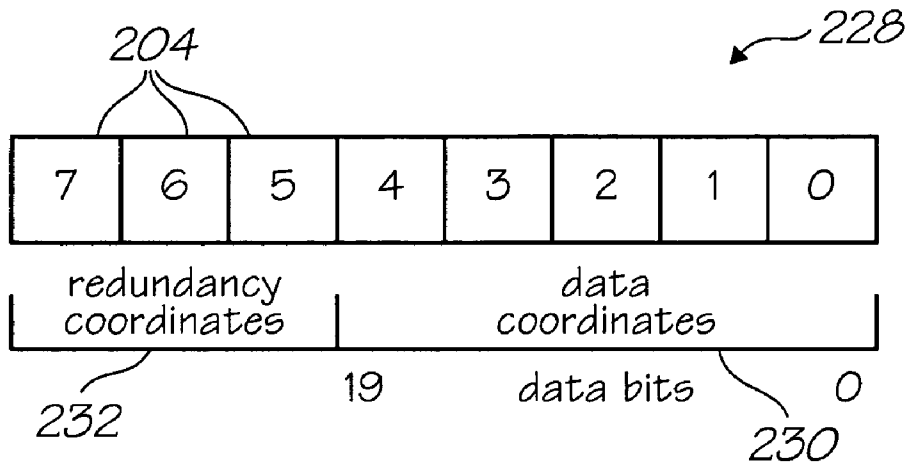 204
228
7 6 5 4 3 2 1 0
redundancy coordinates
data coordinates
19 data bits 0
232
230